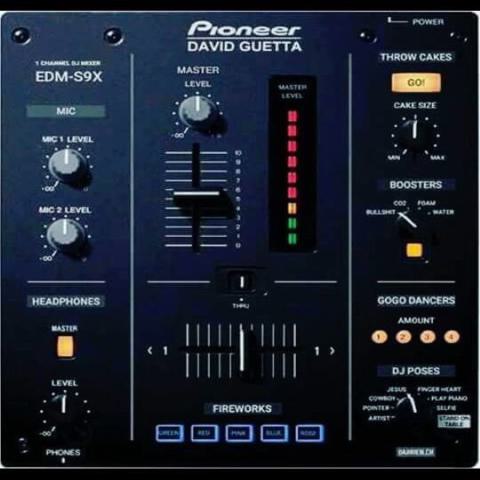 Pioneer
DAVID GUETTA
POWER
1 CHANNEL DJ MIXER
EDM-S9X
MASTER
LEVEL
-∞
MASTER
LEVEL
THROW CAKES
GO!
CAKE SIZE
MIN MAX
MIC
MIC 1 LEVEL
-∞
MIC 2 LEVEL
-∞
10
9
8
7
6
5
4
3
2
1
0
BOOSTERS
CO2 FOAM
BULLSHIT WATER
HEADPHONES
MASTER
LEVEL
-∞
PHONES
THRU
< 1 1 >
FIREWORKS
GREEN RED PINK BLUE
GOGO DANCERS
AMOUNT
1 2 3 4
DJ POSES
JESUS FINGER HEART
COWBOY PLAY PIANO
POINTER SELFIE
ARTIST STAND ON
TABLE